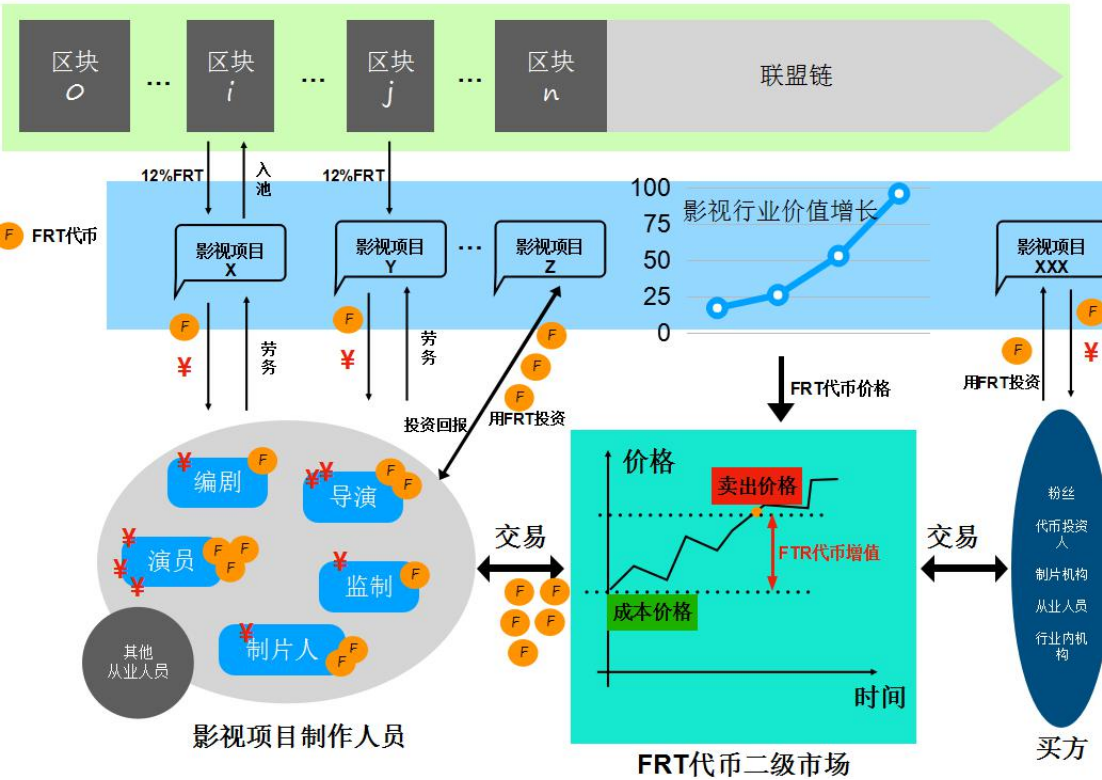 区块
0
...
区块
i
...
区块
j
...
区块
n
联盟链
12%FRT
入
池
12%FRT
F
FRT代币
影视项目
X
影视项目
Y
...
影视项目
Z
100
75
50
25
0
影视行业价值增长
影视项目
XXX
F
¥
劳
务
F
¥
劳
务
投资回报
F
F
F
用FRT投资
FRT代币价格
F
用FRT投资
F
¥
¥
编剧
F
¥¥
导演
F
F
¥
¥
¥
演员
F
F
F
¥
监制
F
¥
制片人
F
F
其他
从业人员
影视项目制作人员
交易
F
F
F
F
F
价格
卖出价格
FTR代币增值
成本价格
时间
FRT代币二级市场
交易
粉丝
代币投资
人
制片机构
从业人员
行业内机
构
买方